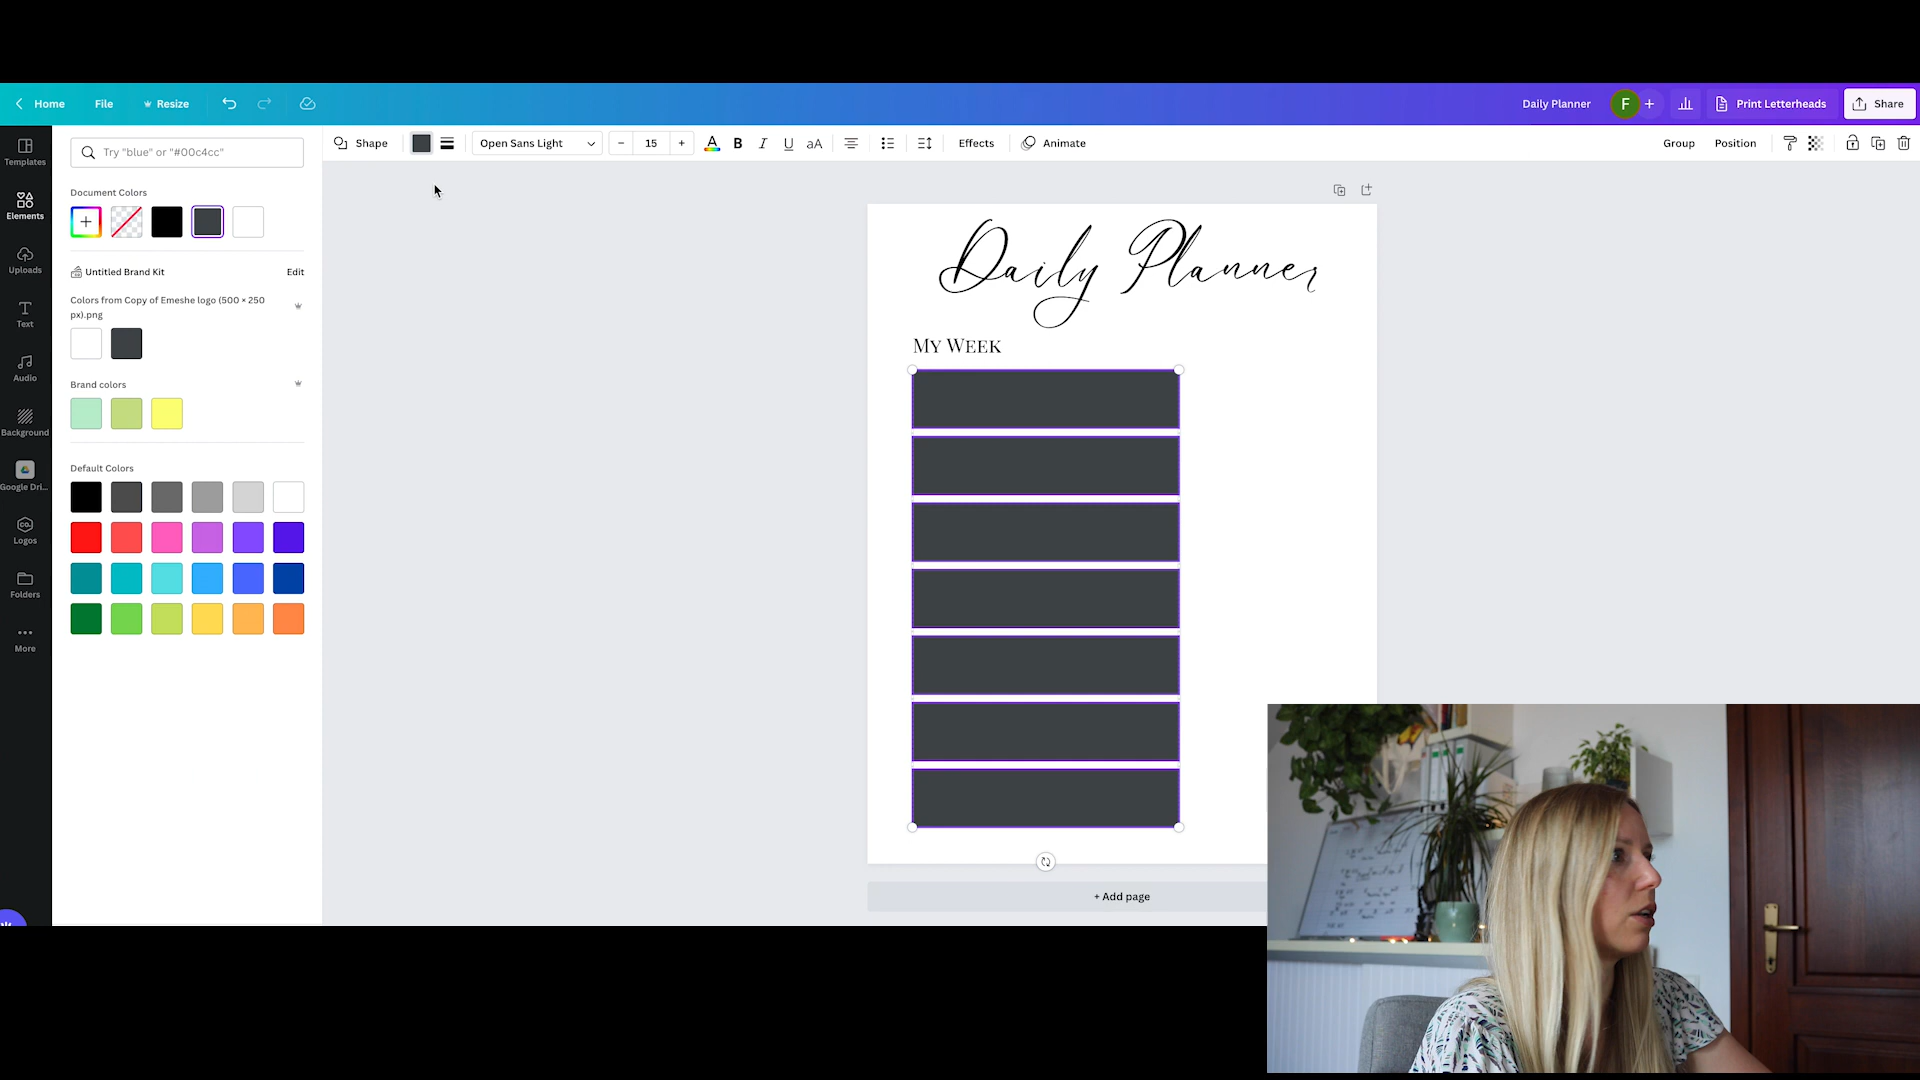 Home File Resize Daily Planner F + Print Letterheads Share
Templates
Elements
Uploads
Text
Audio
Background
Google Dri...
Logos
Folders
More
Try "blue" or "#00c4cc"
Document Colors
Untitled Brand Kit Edit
Colors from Copy of Emeshe logo (500 × 250
px).png
Brand colors
Default Colors
Shape Open Sans Light − 15 + A B I U aA Effects Animate Group Position
Daily Planner
My Week
+ Add page